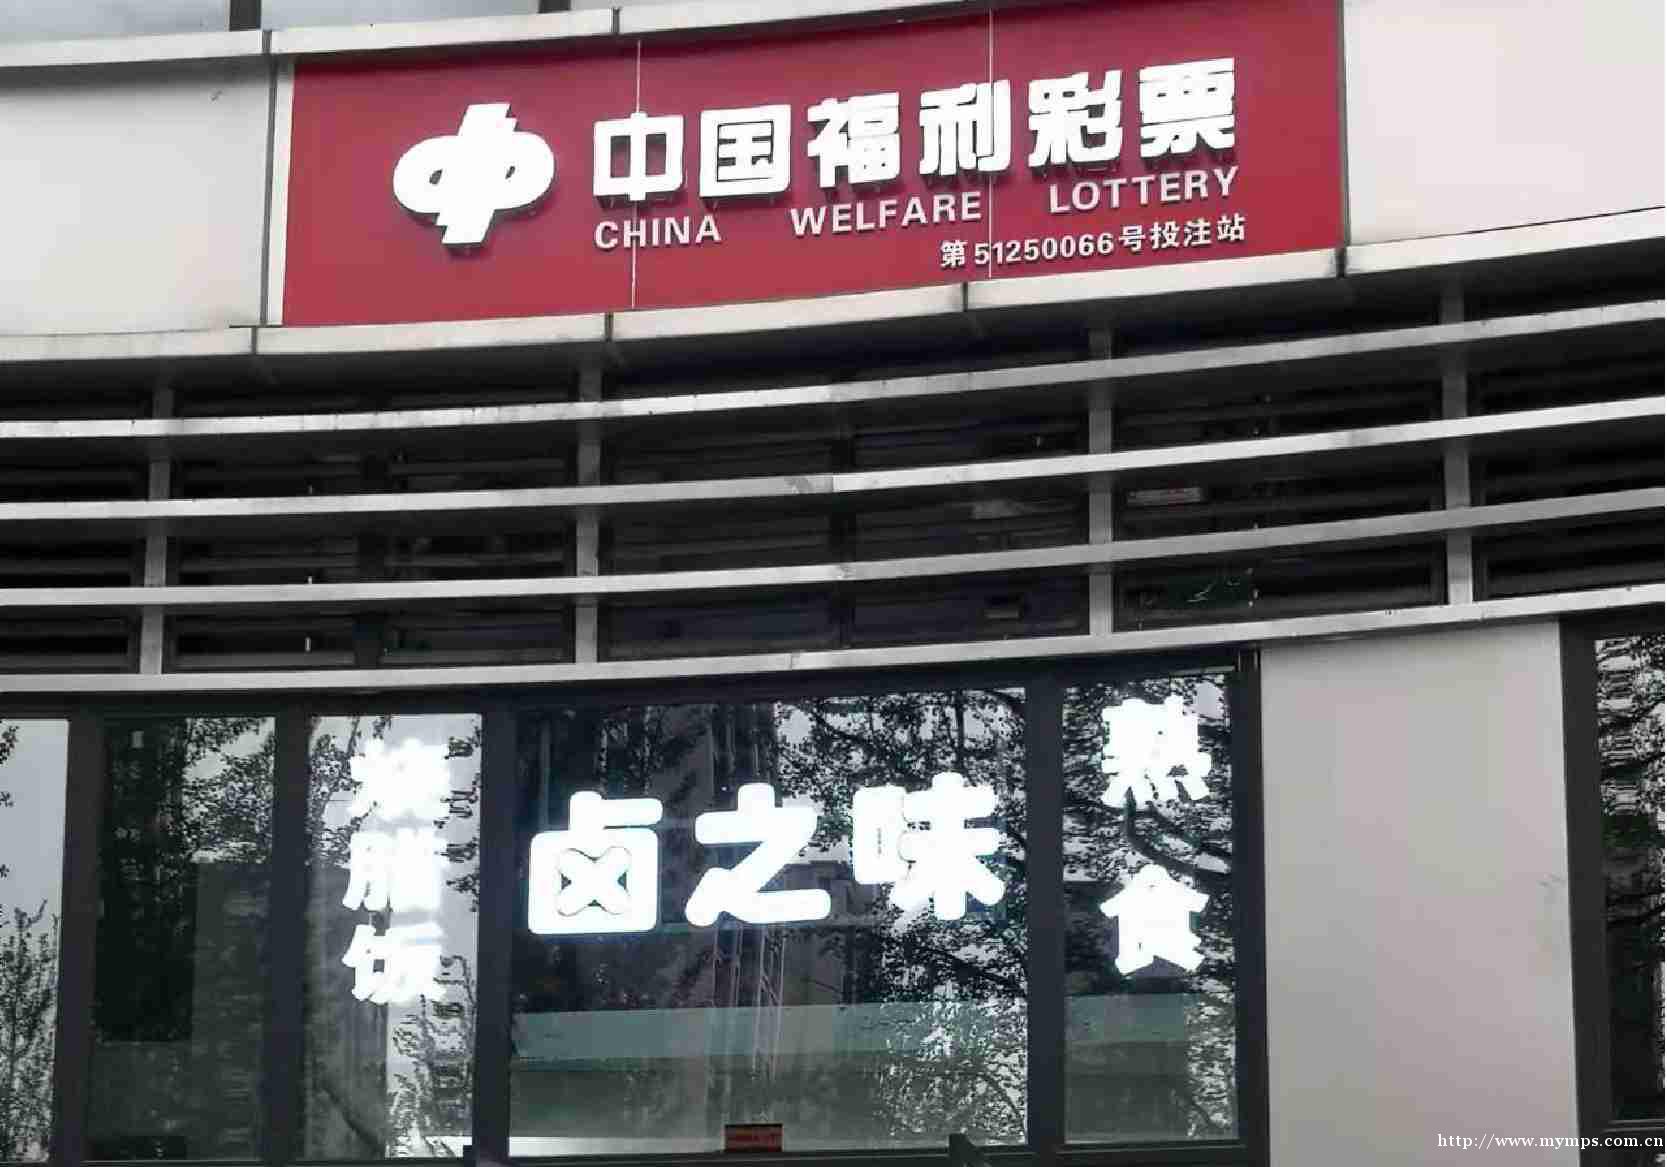 中国福利彩票
CHINA WELFARE LOTTERY
第51250066号投注站
烧腊饭
卤之味
熟食
http://www.mymps.com.cn